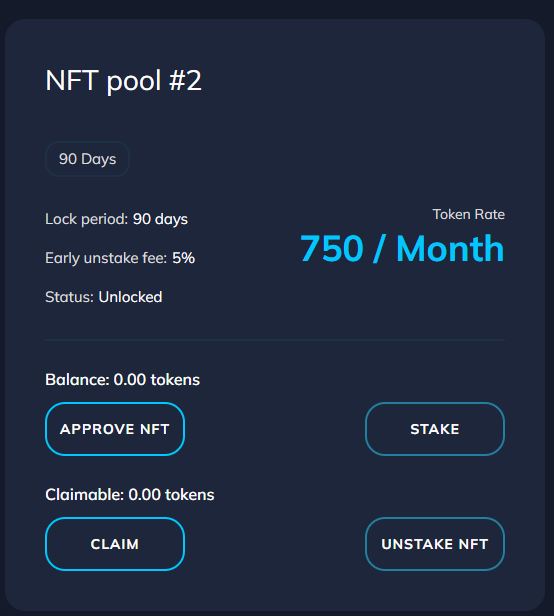 NFT pool #2
90 Days
Lock period: 90 days
Early unstake fee: 5%
Status: Unlocked
Token Rate
750 / Month
Balance: 0.00 tokens
APPROVE NFT
STAKE
Claimable: 0.00 tokens
CLAIM
UNSTAKE NFT